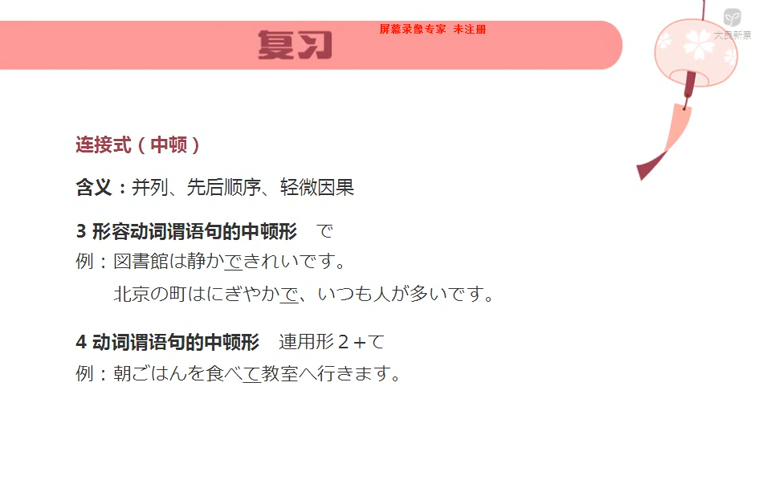 屏幕录像专家 未注册
大良新景
复习
连接式（中顿）
含义：并列、先后顺序、轻微因果
3 形容动词谓语句的中顿形 で
例：図書館は静かできれいです。
北京の町はにぎやかで、いつも人が多いです。
4 动词谓语句的中顿形 連用形２+て
例：朝ごはんを食べて教室へ行きます。